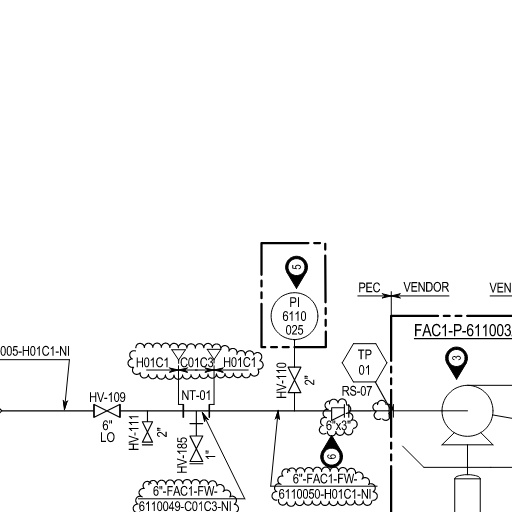 5
PEC
VENDOR
VEN
PI
6110
025
FAC1-P-611003
005-H01C1-NI
H01C1
C01C3
H01C1
TP
01
3
HV-110
2"
RS-07
HV-109
NT-01
6"
LO
HV-111
2"
HV-185
1"
6"x3"
6
6"-FAC1-FW-
6110049-C01C3-NI
6"-FAC1-FW-
6110050-H01C1-NI